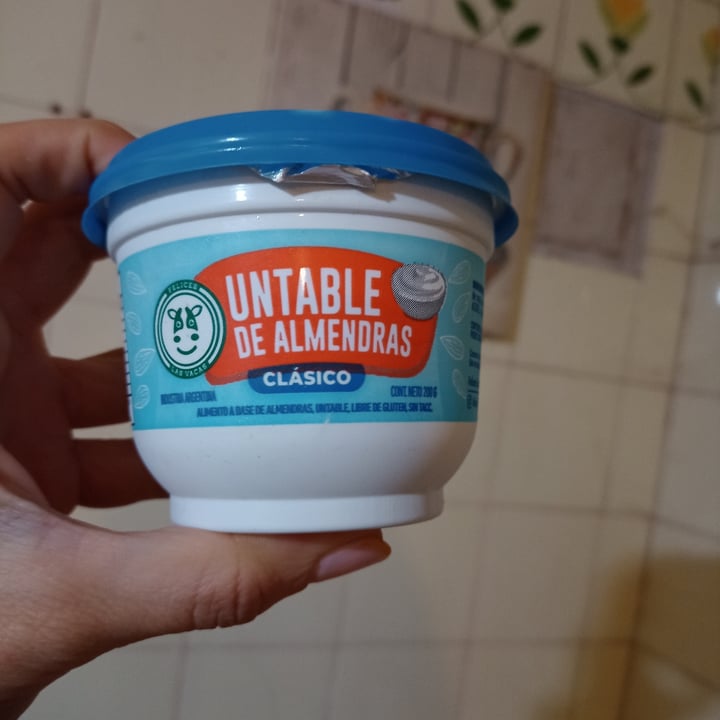 UNTABLE
DE ALMENDRAS
CLÁSICO
FELICES
LAS VACAS
INDUSTRIA ARGENTINA
CONT. NETO 200 G
ALIMENTO A BASE DE ALMENDRAS, UNTABLE, LIBRE DE GLUTEN, SIN TACC.